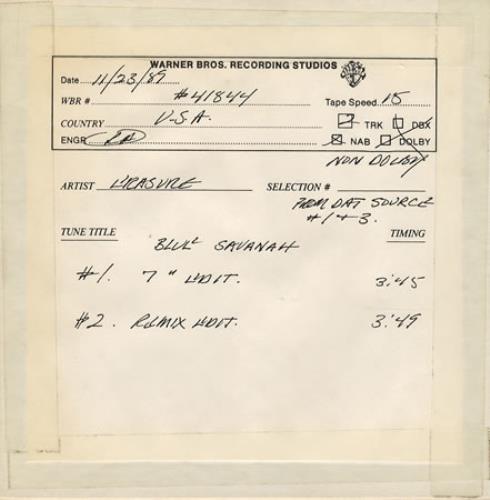 WARNER BROS. RECORDING STUDIOS
Date 11/23/89
WBR # #41844 Tape Speed 15
COUNTRY U.S.A. 2 TRK DBX
ENGR NAB DOLBY
NON DOLBY
ARTIST ERASURE SELECTION #
FROM DAT SOURCE
#1+3.
TUNE TITLE TIMING
BLUE SAVANAH
#1. 7" EDIT. 3:45
#2. REMIX EDIT. 3:49